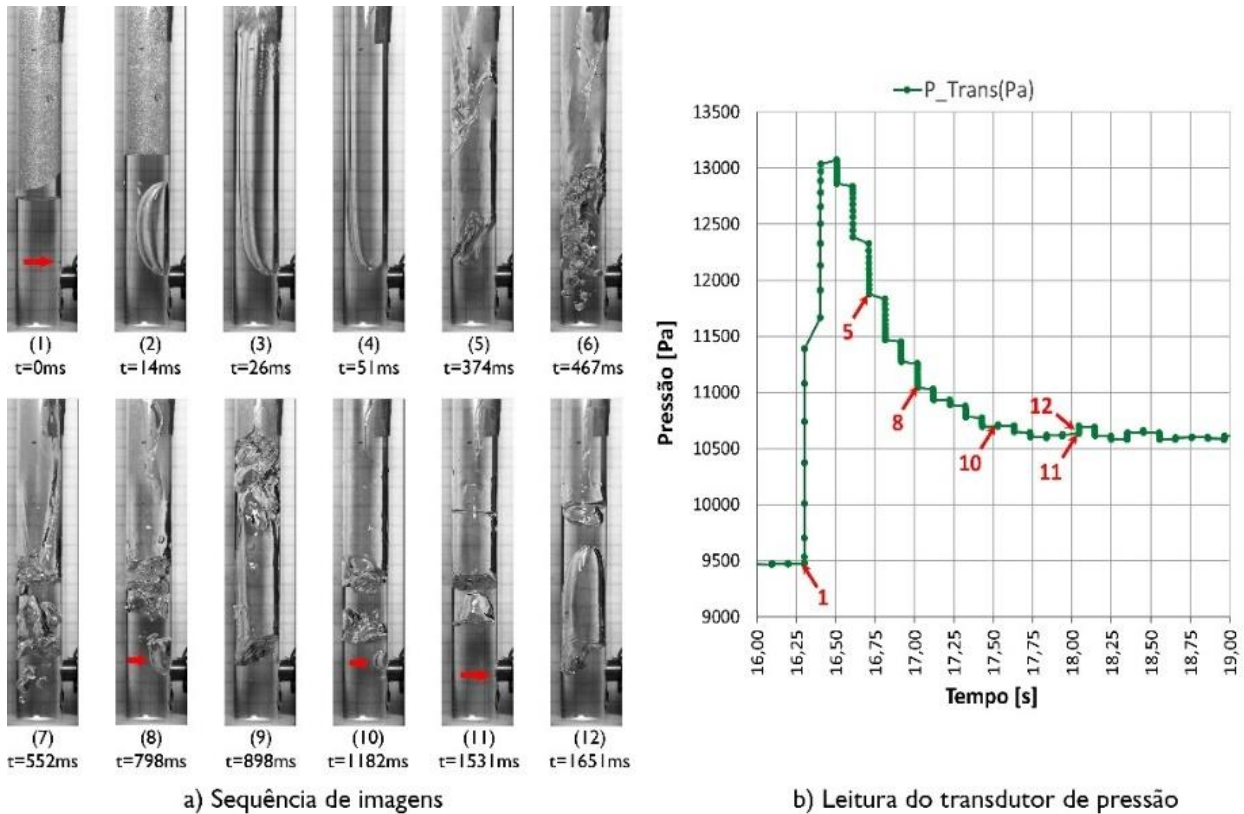 (1) (2) (3) (4) (5) (6)
t=0ms t=14ms t=26ms t=51ms t=374ms t=467ms
(7) (8) (9) (10) (11) (12)
t=552ms t=798ms t=898ms t=1182ms t=1531ms t=1651ms
a) Sequência de imagens
P_Trans(Pa)
13500
13000
12500
12000
11500
11000
10500
10000
9500
9000
Pressão [Pa]
1
5
8
10
12
11
16,00 16,25 16,50 16,75 17,00 17,25 17,50 17,75 18,00 18,25 18,50 18,75 19,00
Tempo [s]
b) Leitura do transdutor de pressão